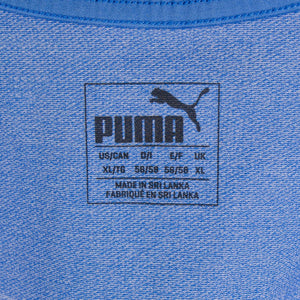 PUMA
US/CAN D/I E/F UK
XL/TG 56/58 56/58 XL
MADE IN SRI LANKA
FABRIQUÉ EN SRI LANKA